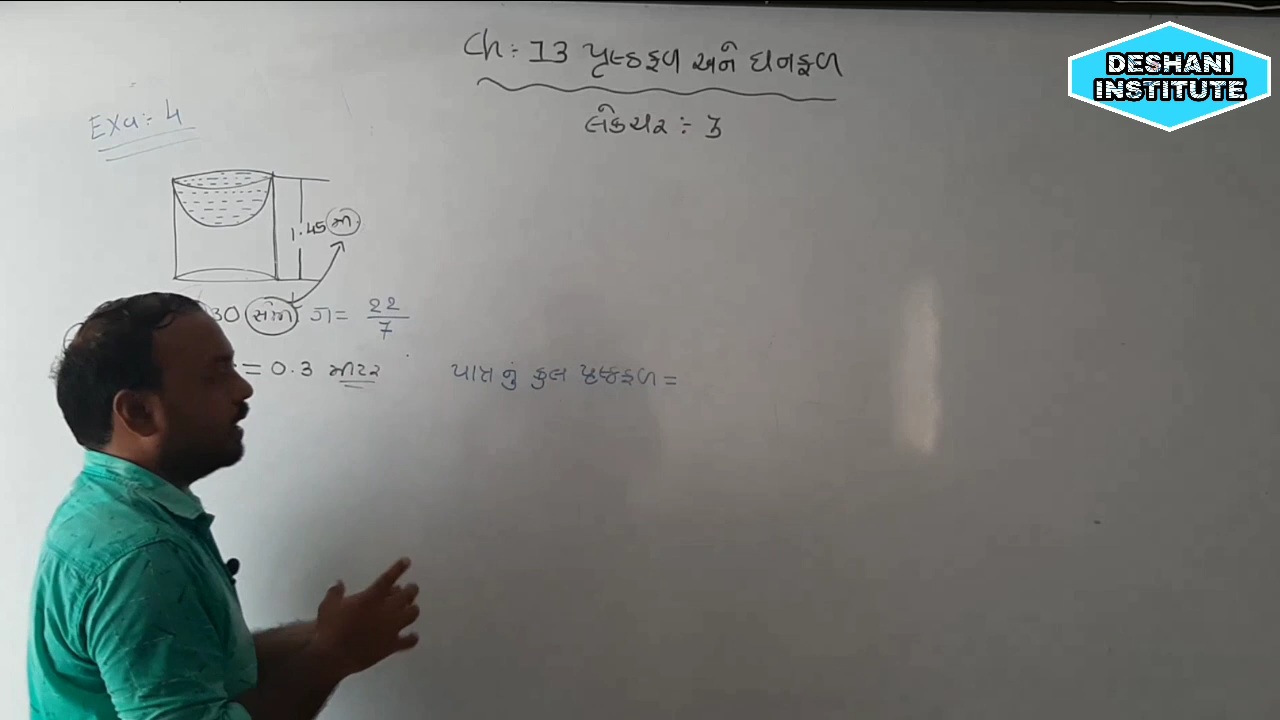 Ch:- 13 પૃષ્ઠફળ અને ઘનફળ
લેકચર :- 3
DESHANI
INSTITUTE
Exa:- 4
1.45 મી.
30 સેમી π = 22/7
= 0.3 મીટર
પાત્રનું કુલ પૃષ્ઠફળ =